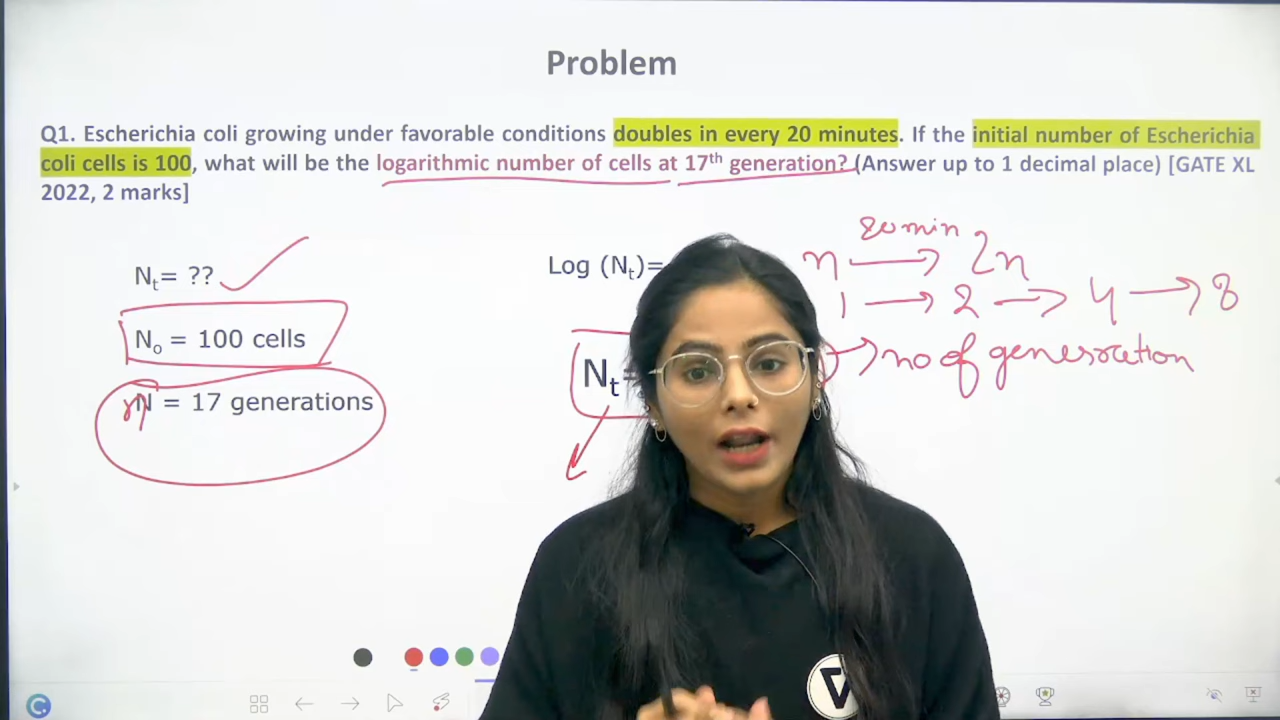 Problem
Q1. Escherichia coli growing under favorable conditions doubles in every 20 minutes. If the initial number of Escherichia
coli cells is 100, what will be the logarithmic number of cells at 17th generation? (Answer up to 1 decimal place) [GATE XL
2022, 2 marks]
20 min
n → 2n
1 → 2 → 4 → 8
→ no of generation
Nt= ??
No = 100 cells
n N = 17 generations
Log (Nt)=
Nt=